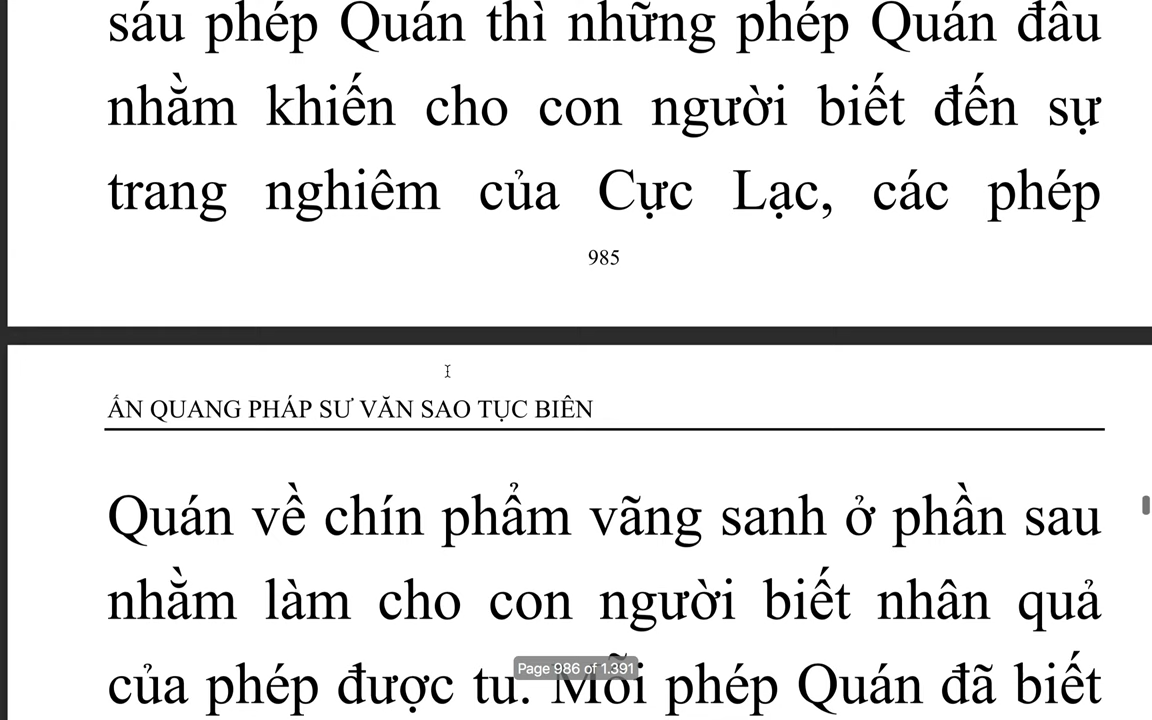 sáu phép Quán thì những phép Quán đầu
nhằm khiến cho con người biết đến sự
trang nghiêm của Cực Lạc, các phép
985
ẤN QUANG PHÁP SƯ VĂN SAO TỤC BIÊN
Quán về chín phẩm vãng sanh ở phần sau
nhằm làm cho con người biết nhân quả
của phép được tu. Mỗi phép Quán đã biết
Page 986 of 1.391